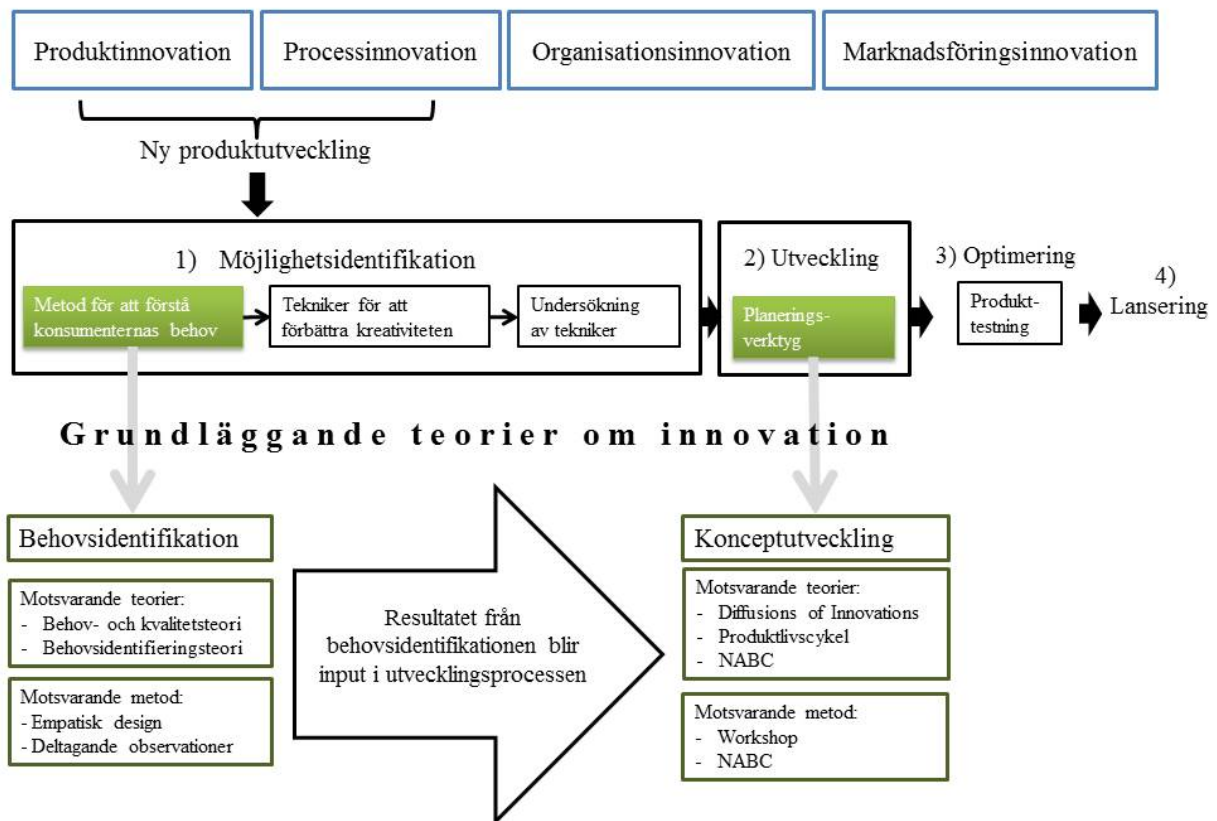 Produktinnovation
Processinnovation
Organisationsinnovation
Marknadsföringsinnovation
Ny produktutveckling
1) Möjlighetsidentifikation
Metod för att förstå
konsumenternas behov
Tekniker för att
förbättra kreativiteten
Undersökning
av tekniker
2) Utveckling
Planerings-
verktyg
3) Optimering
Produkt-
testning
4)
Lansering
Grundläggande teorier om innovation
Behovsidentifikation
Motsvarande teorier:
- Behov- och kvalitetsteori
- Behovsidentifieringsteori
Motsvarande metod:
- Empatisk design
- Deltagande observationer
Resultatet från
behovsidentifikationen blir
input i utvecklingsprocessen
Konceptutveckling
Motsvarande teorier:
- Diffusions of Innovations
- Produktlivscykel
- NABC
Motsvarande metod:
- Workshop
- NABC